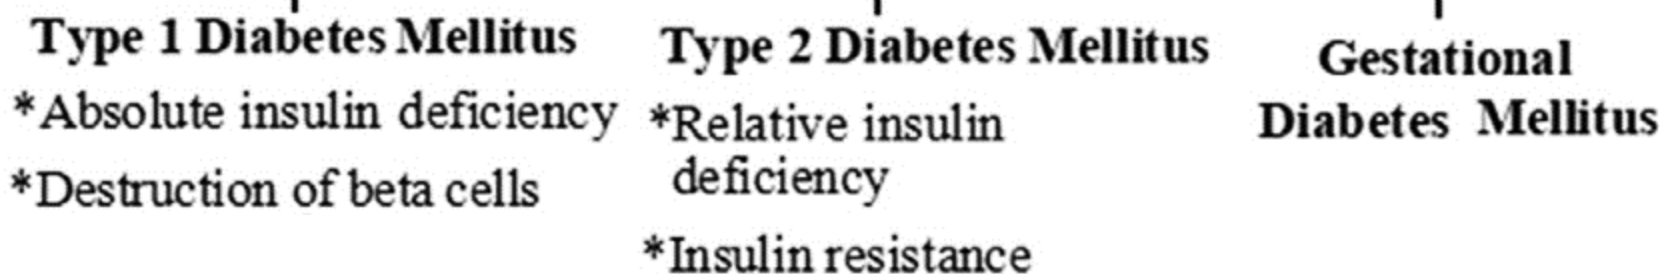 Type 1 Diabetes Mellitus
*Absolute insulin deficiency
*Destruction of beta cells
Type 2 Diabetes Mellitus
*Relative insulin
deficiency
*Insulin resistance
Gestational
Diabetes Mellitus